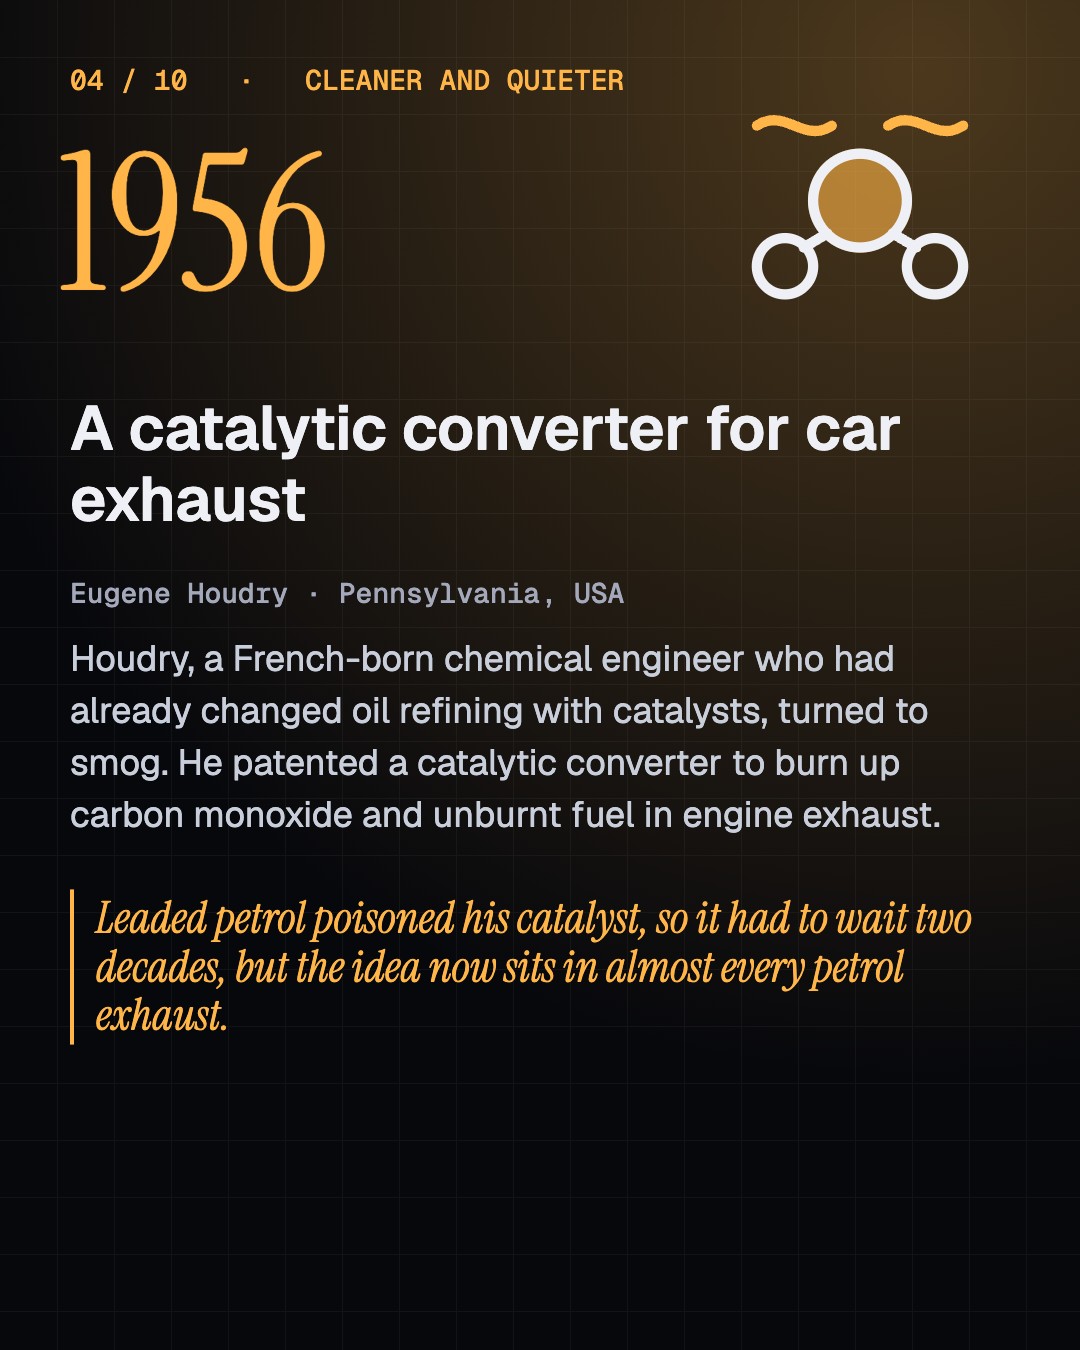 04 / 10 · CLEANER AND QUIETER
1956
A catalytic converter for car
exhaust
Eugene Houdry · Pennsylvania, USA
Houdry, a French-born chemical engineer who had
already changed oil refining with catalysts, turned to
smog. He patented a catalytic converter to burn up
carbon monoxide and unburnt fuel in engine exhaust.
Leaded petrol poisoned his catalyst, so it had to wait two
decades, but the idea now sits in almost every petrol
exhaust.